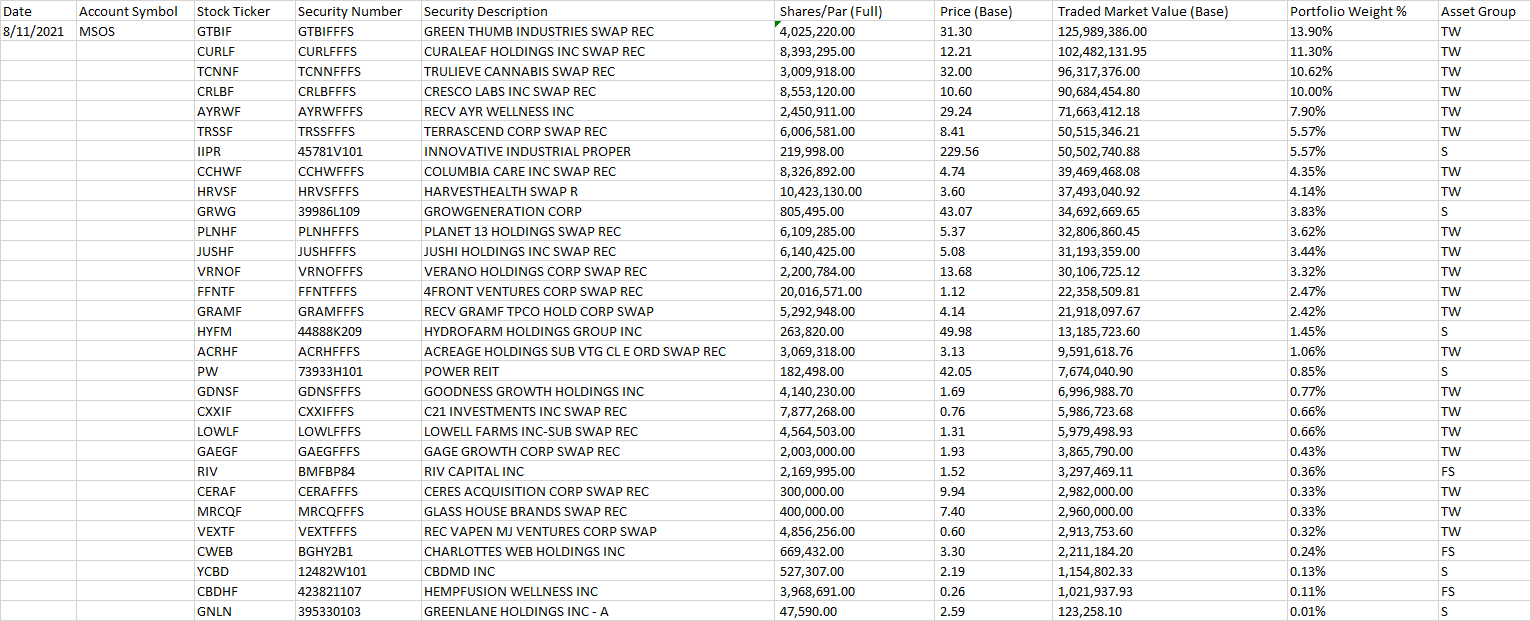 Date Account Symbol Stock Ticker Security Number Security Description Shares/Par (Full) Price (Base) Traded Market Value (Base) Portfolio Weight % Asset Group
8/11/2021 MSOS GTBIF GTBIFFFS GREEN THUMB INDUSTRIES SWAP REC 4,025,220.00 31.30 125,989,386.00 13.90% TW
CURLF CURLFFFS CURALEAF HOLDINGS INC SWAP REC 8,393,295.00 12.21 102,482,131.95 11.30% TW
TCNNF TCNNFFFS TRULIEVE CANNABIS SWAP REC 3,009,918.00 32.00 96,317,376.00 10.62% TW
CRLBF CRLBFFFS CRESCO LABS INC SWAP REC 8,553,120.00 10.60 90,684,454.80 10.00% TW
AYRWF AYRWFFFS RECV AYR WELLNESS INC 2,450,911.00 29.24 71,663,412.18 7.90% TW
TRSSF TRSSFFFS TERRASCEND CORP SWAP REC 6,006,581.00 8.41 50,515,346.21 5.57% TW
IIPR 45781V101 INNOVATIVE INDUSTRIAL PROPER 219,998.00 229.56 50,502,740.88 5.57% S
CCHWF CCHWFFFS COLUMBIA CARE INC SWAP REC 8,326,892.00 4.74 39,469,468.08 4.35% TW
HRVSF HRVSFFFS HARVESTHEALTH SWAP R 10,423,130.00 3.60 37,493,040.92 4.14% TW
GRWG 39986L109 GROWGENERATION CORP 805,495.00 43.07 34,692,669.65 3.83% S
PLNHF PLNHFFFS PLANET 13 HOLDINGS SWAP REC 6,109,285.00 5.37 32,806,860.45 3.62% TW
JUSHF JUSHFFFS JUSHI HOLDINGS INC SWAP REC 6,140,425.00 5.08 31,193,359.00 3.44% TW
VRNOF VRNOFFFS VERANO HOLDINGS CORP SWAP REC 2,200,784.00 13.68 30,106,725.12 3.32% TW
FFNTF FFNTFFFS 4FRONT VENTURES CORP SWAP REC 20,016,571.00 1.12 22,358,509.81 2.47% TW
GRAMF GRAMFFFS RECV GRAMF TPCO HOLD CORP SWAP 5,292,948.00 4.14 21,918,097.67 2.42% TW
HYFM 44888K209 HYDROFARM HOLDINGS GROUP INC 263,820.00 49.98 13,185,723.60 1.45% S
ACRHF ACRHFFFS ACREAGE HOLDINGS SUB VTG CL E ORD SWAP REC 3,069,318.00 3.13 9,591,618.76 1.06% TW
PW 73933H101 POWER REIT 182,498.00 42.05 7,674,040.90 0.85% S
GDNSF GDNSFFFS GOODNESS GROWTH HOLDINGS INC 4,140,230.00 1.69 6,996,988.70 0.77% TW
CXXIF CXXIFFFS C21 INVESTMENTS INC SWAP REC 7,877,268.00 0.76 5,986,723.68 0.66% TW
LOWLF LOWLFFFS LOWELL FARMS INC-SUB SWAP REC 4,564,503.00 1.31 5,979,498.93 0.66% TW
GAEGF GAEGFFFS GAGE GROWTH CORP SWAP REC 2,003,000.00 1.93 3,865,790.00 0.43% TW
RIV BMFBP84 RIV CAPITAL INC 2,169,995.00 1.52 3,297,469.11 0.36% FS
CERAF CERAFFFS CERES ACQUISITION CORP SWAP REC 300,000.00 9.94 2,982,000.00 0.33% TW
MRCQF MRCQFFFS GLASS HOUSE BRANDS SWAP REC 400,000.00 7.40 2,960,000.00 0.33% TW
VEXTF VEXTFFFS REC VAPEN MJ VENTURES CORP SWAP 4,856,256.00 0.60 2,913,753.60 0.32% TW
CWEB BGHY2B1 CHARLOTTES WEB HOLDINGS INC 669,432.00 3.30 2,211,184.20 0.24% FS
YCBD 12482W101 CBDMD INC 527,307.00 2.19 1,154,802.33 0.13% S
CBDHF 423821107 HEMPFUSION WELLNESS INC 3,968,691.00 0.26 1,021,937.93 0.11% FS
GNLN 395330103 GREENLANE HOLDINGS INC - A 47,590.00 2.59 123,258.10 0.01% S